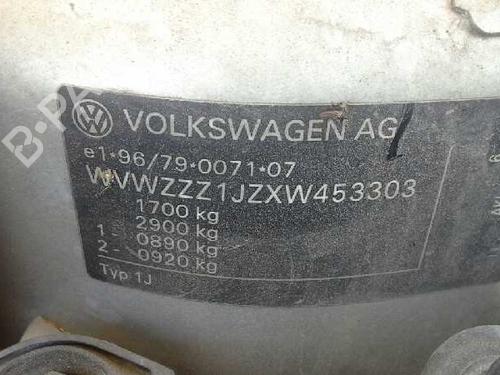 VOLKSWAGEN AG
e1*96/79*0071*07
WVWZZZ1JZXW453303
1700 kg
2900 kg
1- 0890 kg
2- 0920 kg
Typ 1J